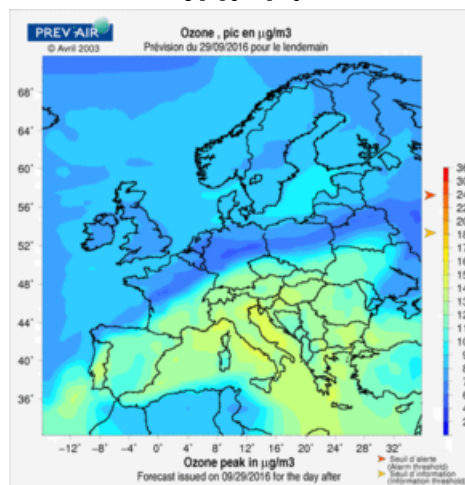 PREV'AIR
© Avril 2003
Ozone , pic en µg/m3
Prévision du 29/09/2016 pour le lendemain
68°
64°
60°
56°
52°
48°
44°
40°
36°
−12° −8° −4° 0° 4° 8° 12° 16° 20° 24° 28° 32°
Ozone peak in µg/m3
Forecast issued on 09/29/2016 for the day after
Seuil d'alerte
(Alarm threshold)
Seuil d'information
(Information threshold)